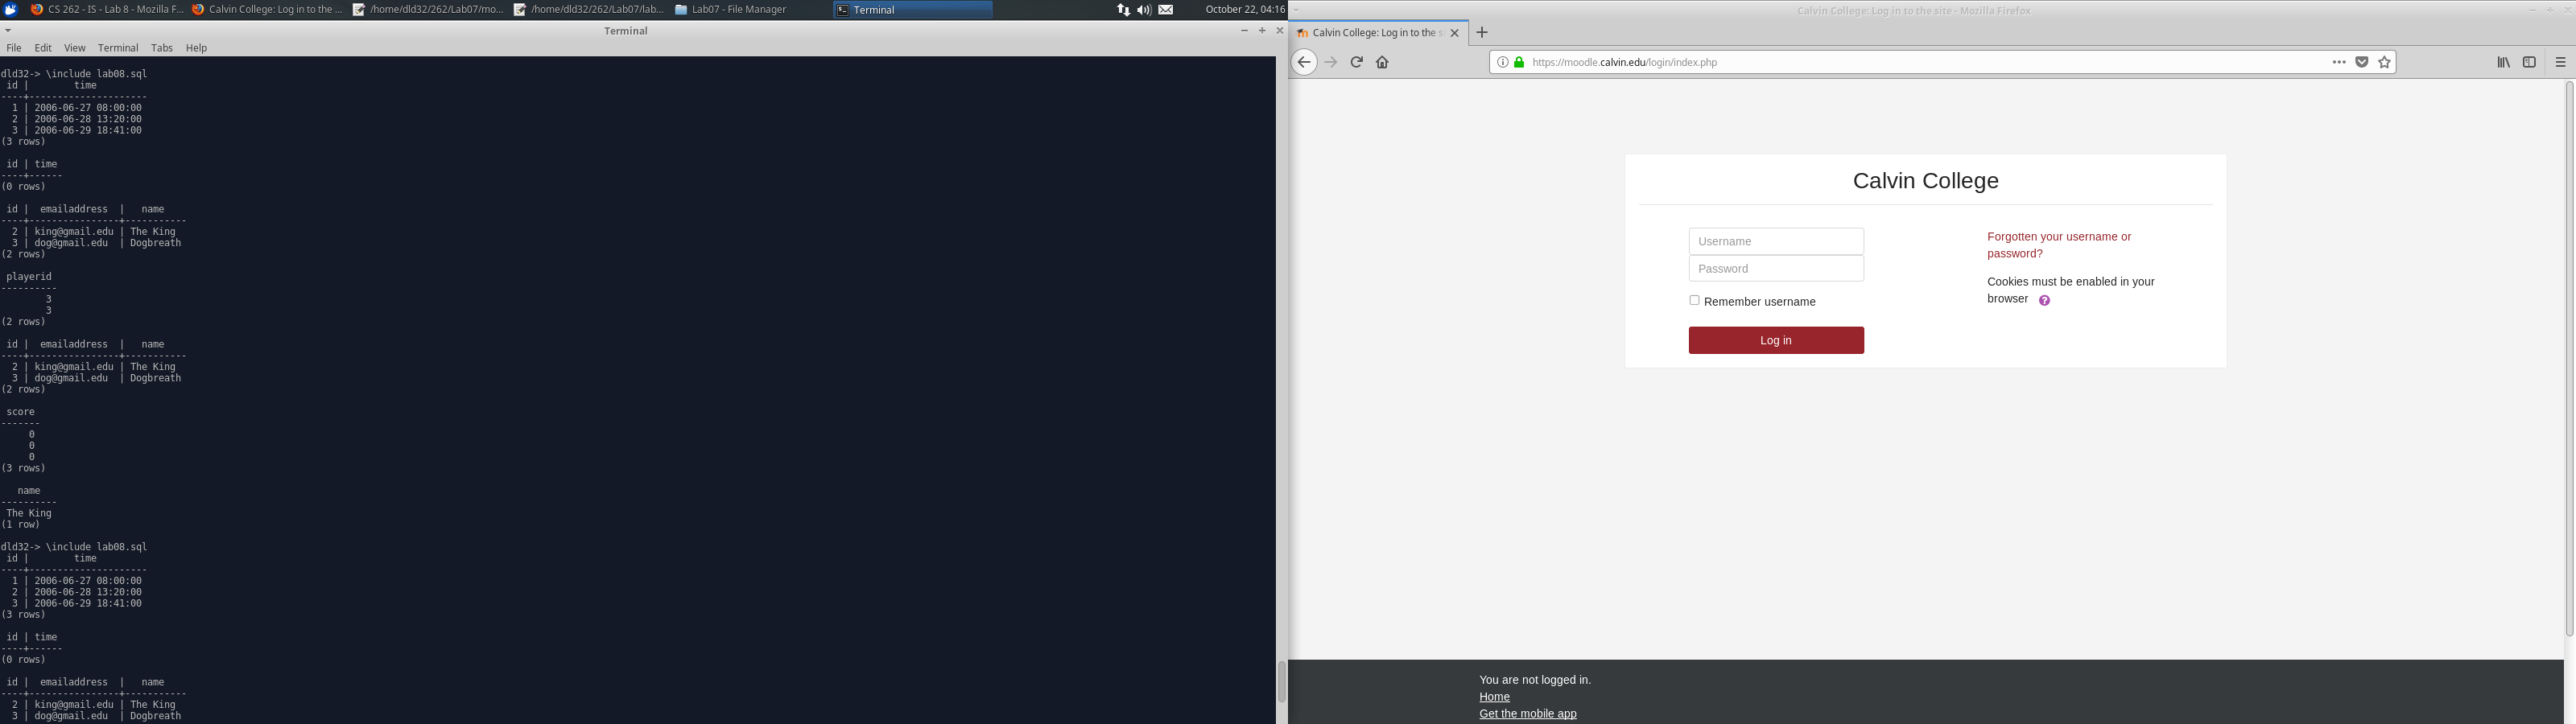 CS 262 - IS - Lab 8 - Mozilla F...
Calvin College: Log in to the ...
/home/dld32/262/Lab07/mo...
/home/dld32/262/Lab07/lab...
Lab07 - File Manager
Terminal
October 22, 04:16
Terminal
File Edit View Terminal Tabs Help
dld32-> \include lab08.sql
 id |        time
----+---------------------
  1 | 2006-06-27 08:00:00
  2 | 2006-06-28 13:20:00
  3 | 2006-06-29 18:41:00
(3 rows)
 id | time
----+------
(0 rows)
 id |  emailaddress  |   name
----+----------------+-----------
  2 | king@gmail.edu | The King
  3 | dog@gmail.edu  | Dogbreath
(2 rows)
 playerid
----------
        3
        3
(2 rows)
 id |  emailaddress  |   name
----+----------------+-----------
  2 | king@gmail.edu | The King
  3 | dog@gmail.edu  | Dogbreath
(2 rows)
 score
-------
     0
     0
     0
(3 rows)
   name
----------
 The King
(1 row)
dld32-> \include lab08.sql
 id |        time
----+---------------------
  1 | 2006-06-27 08:00:00
  2 | 2006-06-28 13:20:00
  3 | 2006-06-29 18:41:00
(3 rows)
 id | time
----+------
(0 rows)
 id |  emailaddress  |   name
----+----------------+-----------
  2 | king@gmail.edu | The King
  3 | dog@gmail.edu  | Dogbreath
Calvin College: Log in to the site - Mozilla Firefox
Calvin College: Log in to the s
https://moodle.calvin.edu/login/index.php
Calvin College
Username
Password
Remember username
Log in
Forgotten your username or
password?
Cookies must be enabled in your
browser
You are not logged in.
Home
Get the mobile app